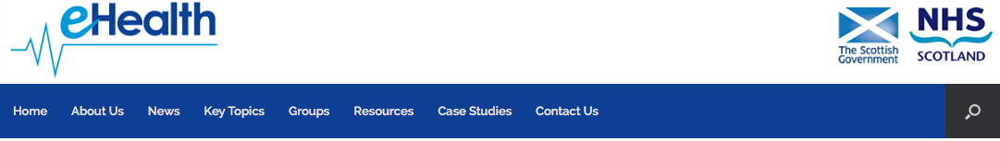 eHealth
The Scottish
Government
NHS
SCOTLAND
Home About Us News Key Topics Groups Resources Case Studies Contact Us